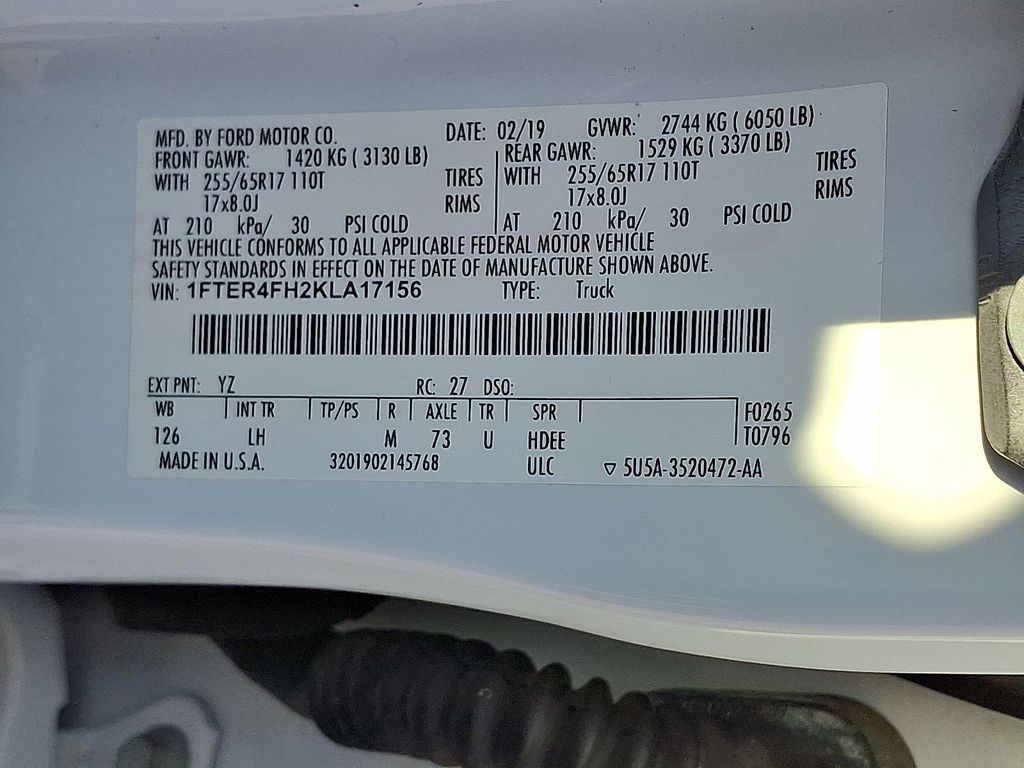 MFD. BY FORD MOTOR CO. DATE: 02/19 GVWR: 2744 KG ( 6050 LB)
FRONT GAWR: 1420 KG ( 3130 LB) REAR GAWR: 1529 KG ( 3370 LB)
WITH 255/65R17 110T TIRES WITH 255/65R17 110T TIRES
17x8.0J RIMS 17x8.0J RIMS
AT 210 kPa/ 30 PSI COLD AT 210 kPa/ 30 PSI COLD
THIS VEHICLE CONFORMS TO ALL APPLICABLE FEDERAL MOTOR VEHICLE
SAFETY STANDARDS IN EFFECT ON THE DATE OF MANUFACTURE SHOWN ABOVE.
VIN: 1FTER4FH2KLA17156 TYPE: Truck
EXT PNT: YZ RC: 27 DSO:
WB INT TR TP/PS R AXLE TR SPR F0265
126 LH M 73 U HDEE T0796
MADE IN U.S.A. 3201902145768 ULC ▽ 5U5A-3520472-AA